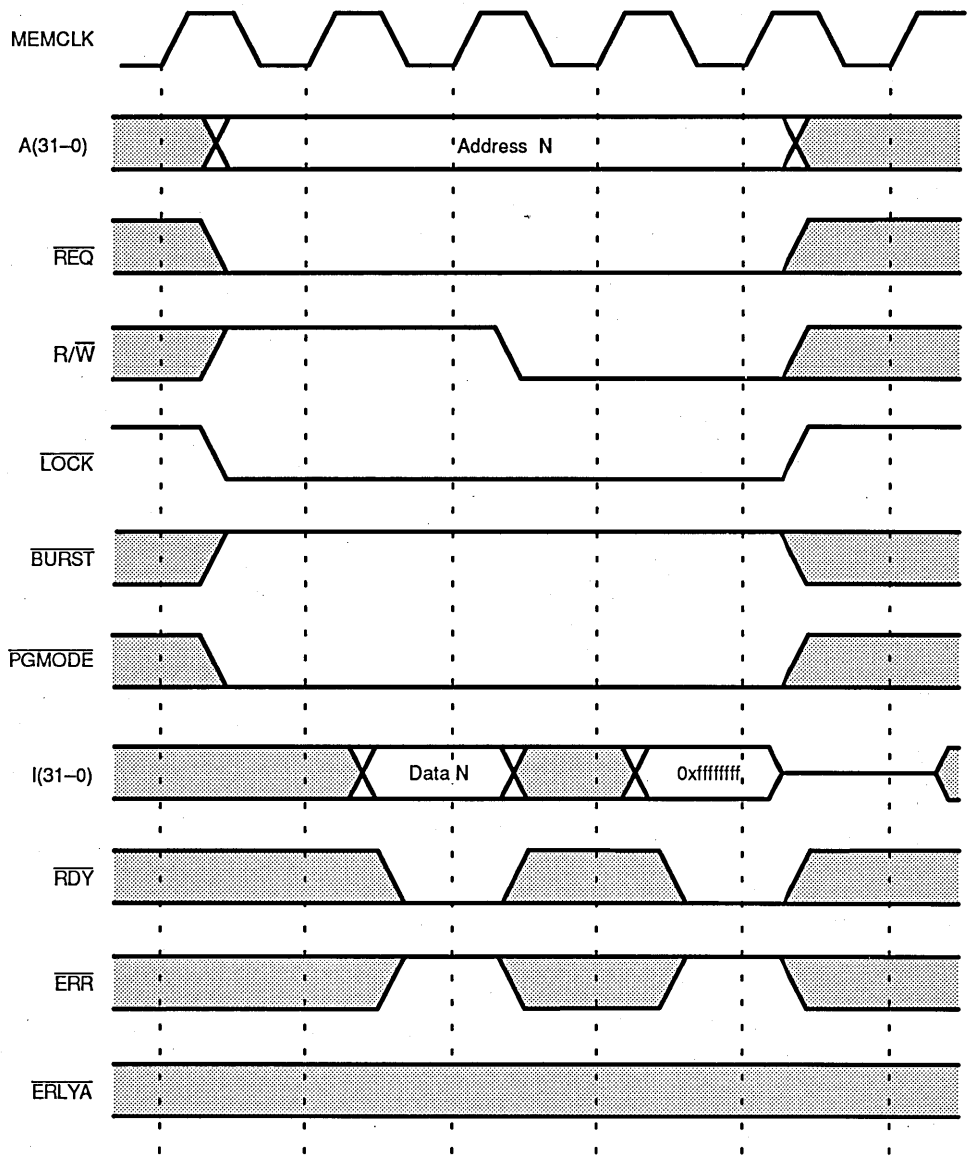 MEMCLK
A(31–0)
Address N
REQ
R/W
LOCK
BURST
PGMODE
I(31–0)
Data N
0xffffffff
RDY
ERR
ERLYA